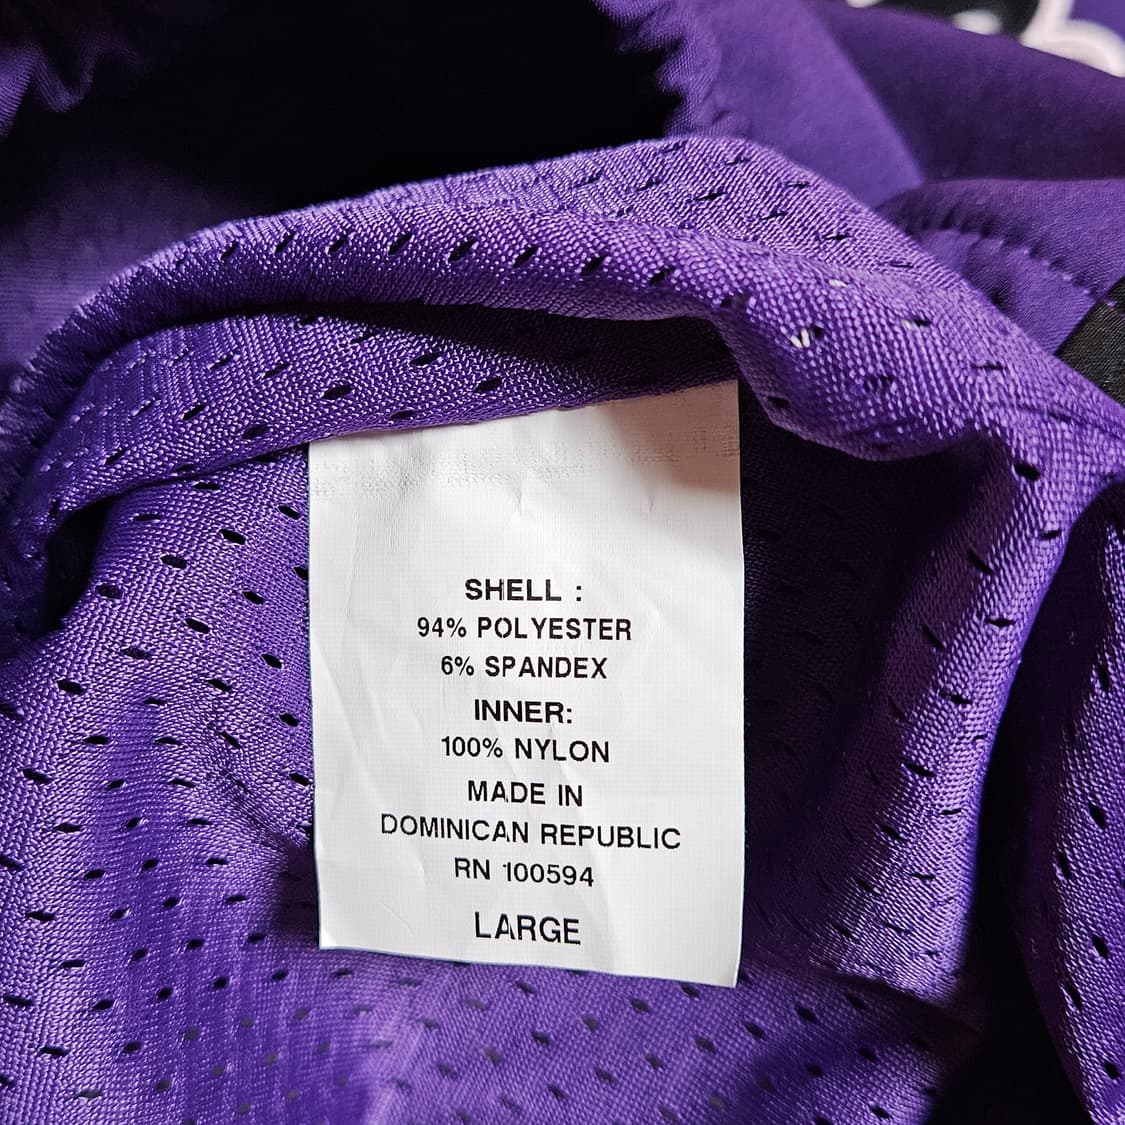 SHELL :
94% POLYESTER
6% SPANDEX
INNER:
100% NYLON
MADE IN
DOMINICAN REPUBLIC
RN 100594
LARGE